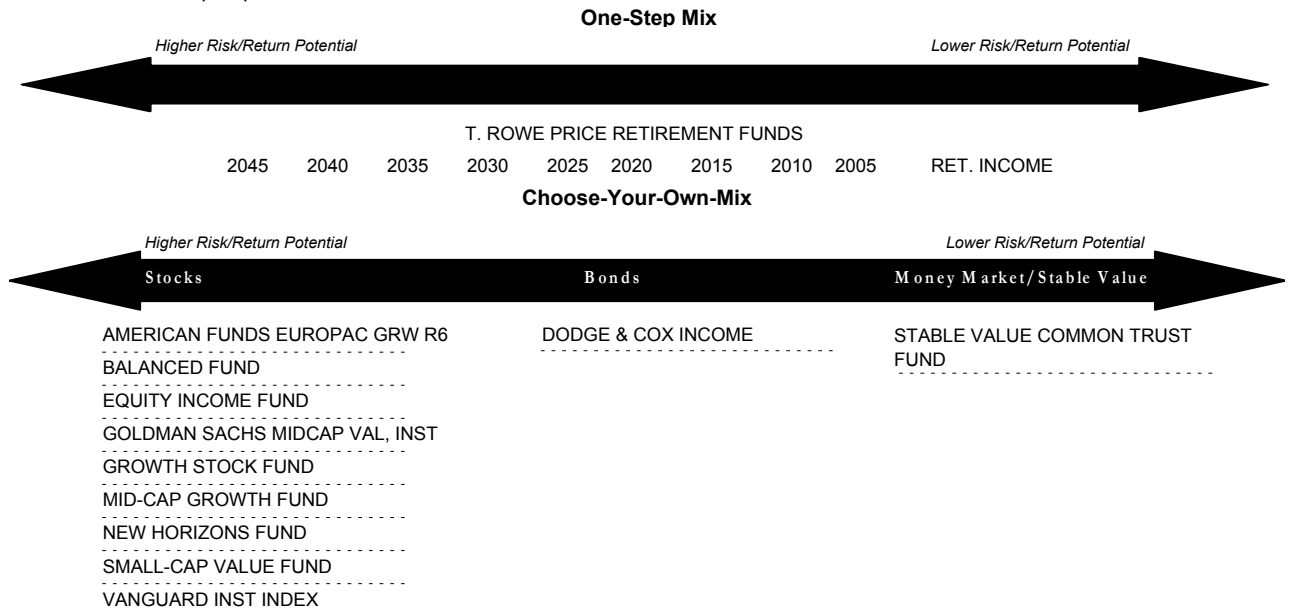 One-Step Mix
Higher Risk/Return Potential Lower Risk/Return Potential
T. ROWE PRICE RETIREMENT FUNDS
2045 2040 2035 2030 2025 2020 2015 2010 2005 RET. INCOME
Choose-Your-Own-Mix
Higher Risk/Return Potential Lower Risk/Return Potential
Stocks Bonds Money Market/Stable Value
AMERICAN FUNDS EUROPAC GRW R6 DODGE & COX INCOME STABLE VALUE COMMON TRUST
FUND
BALANCED FUND
EQUITY INCOME FUND
GOLDMAN SACHS MIDCAP VAL, INST
GROWTH STOCK FUND
MID-CAP GROWTH FUND
NEW HORIZONS FUND
SMALL-CAP VALUE FUND
VANGUARD INST INDEX